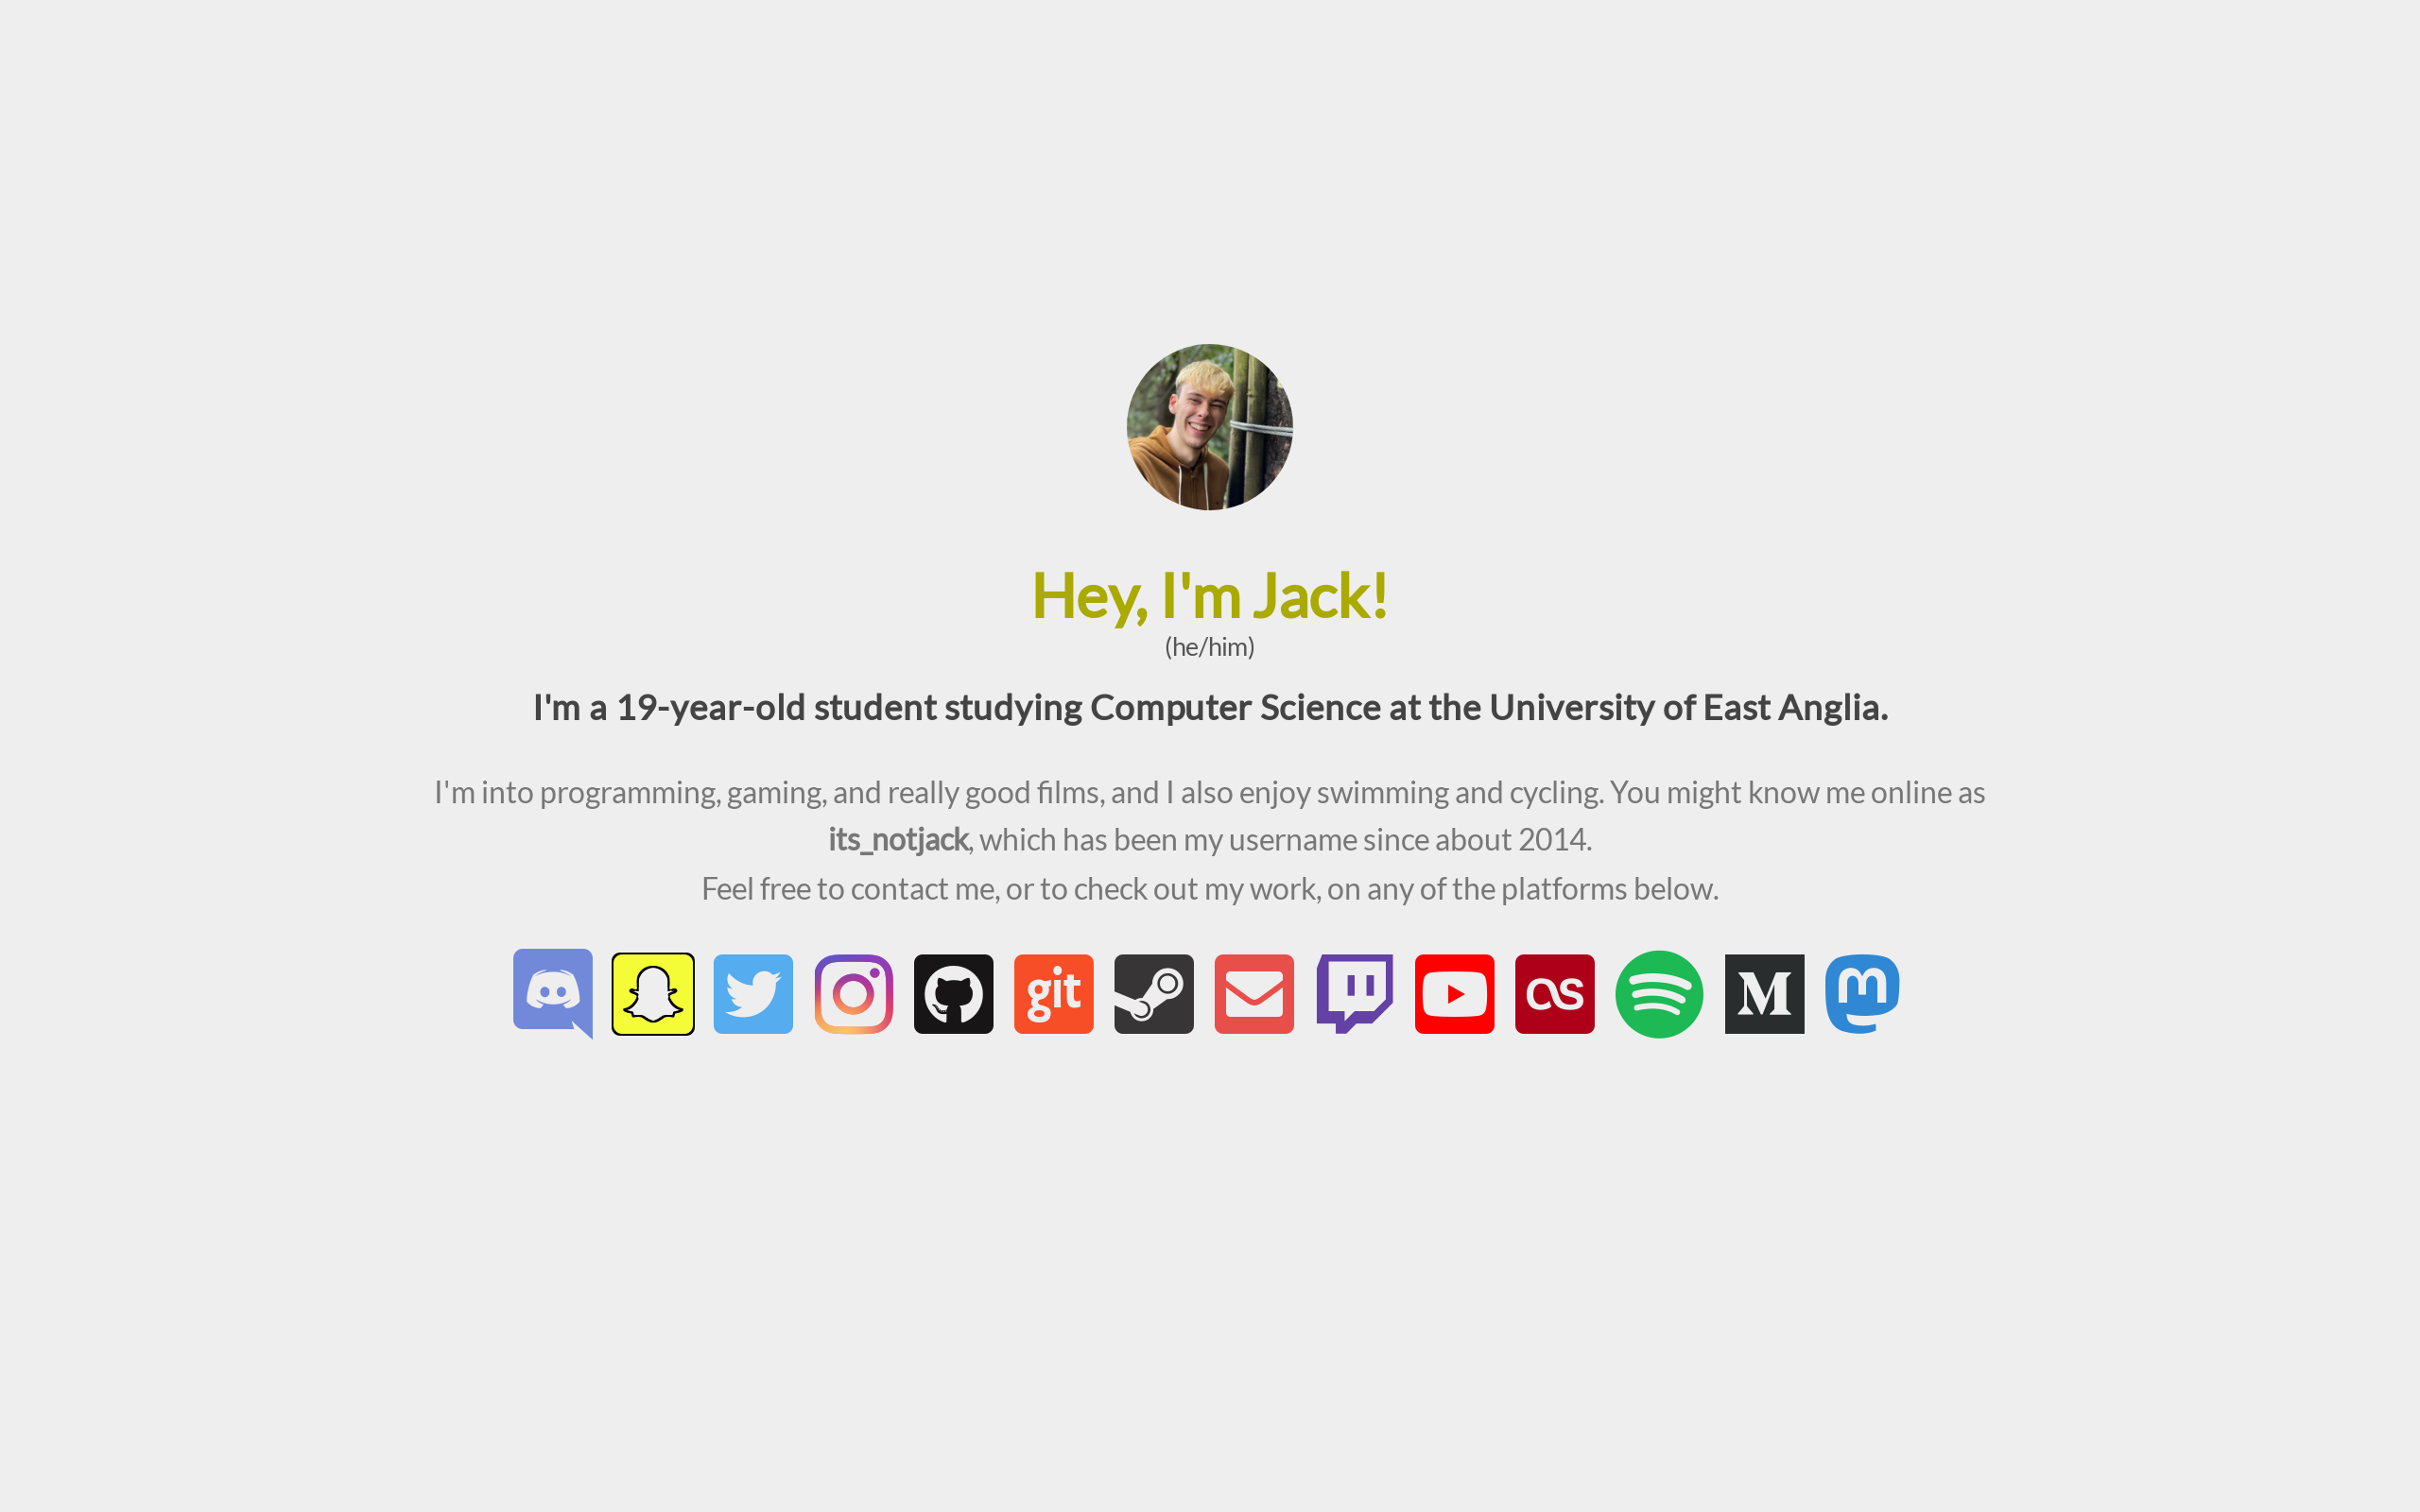 Hey, I'm Jack!
(he/him)
I'm a 19-year-old student studying Computer Science at the University of East Anglia.
I'm into programming, gaming, and really good films, and I also enjoy swimming and cycling. You might know me online as
its_notjack, which has been my username since about 2014.
Feel free to contact me, or to check out my work, on any of the platforms below.
git